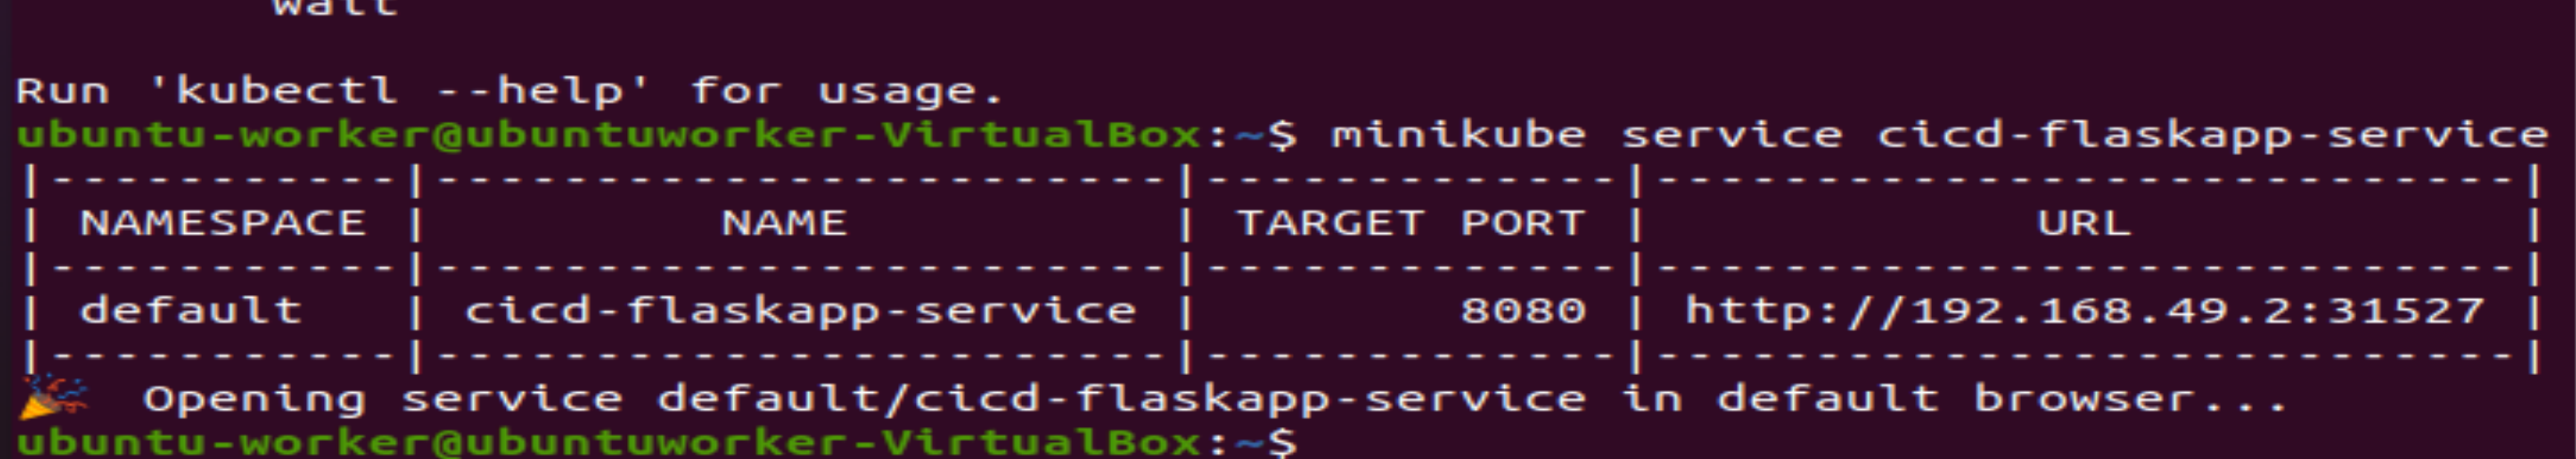 wait
Run 'kubectl --help' for usage.
ubuntu-worker@ubuntuworker-VirtualBox:~$ minikube service cicd-flaskapp-service
|-----------|-----------------------|-------------|---------------------------|
| NAMESPACE | NAME | TARGET PORT | URL |
|-----------|-----------------------|-------------|---------------------------|
| default | cicd-flaskapp-service | 8080 | http://192.168.49.2:31527 |
|-----------|-----------------------|-------------|---------------------------|
🎉 Opening service default/cicd-flaskapp-service in default browser...
ubuntu-worker@ubuntuworker-VirtualBox:~$